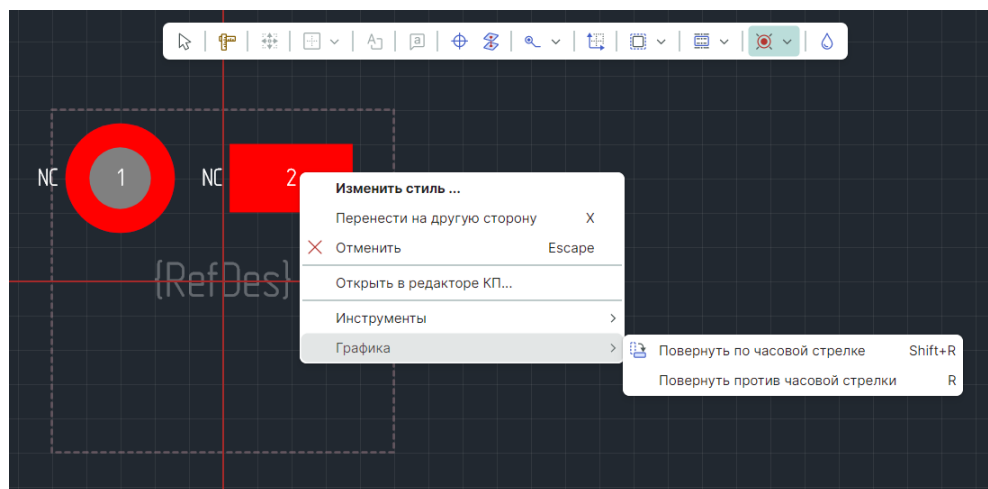 A
a
NC
1
NC
2
{RefDes}
Изменить стиль ...
Перенести на другую сторону X
Отменить Escape
Открыть в редакторе КП...
Инструменты
Графика
Повернуть по часовой стрелке Shift+R
Повернуть против часовой стрелки R